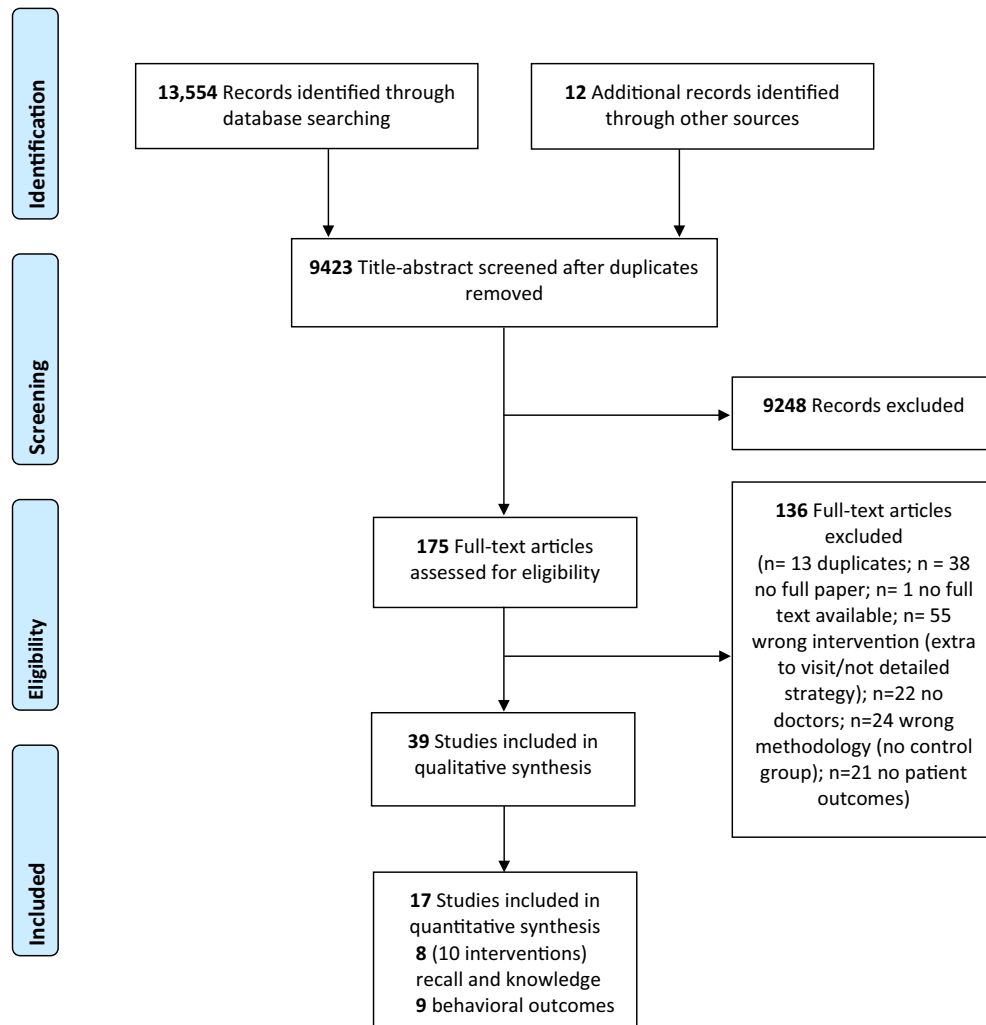 Identification
13,554 Records identified through
database searching
12 Additional records identified
through other sources
9423 Title-abstract screened after duplicates
removed
Screening
9248 Records excluded
Eligibility
175 Full-text articles
assessed for eligibility
136 Full-text articles
excluded
(n= 13 duplicates; n = 38
no full paper; n= 1 no full
text available; n= 55
wrong intervention (extra
to visit/not detailed
strategy); n=22 no
doctors; n=24 wrong
methodology (no control
group); n=21 no patient
outcomes)
39 Studies included in
qualitative synthesis
Included
17 Studies included in
quantitative synthesis
8 (10 interventions)
recall and knowledge
9 behavioral outcomes